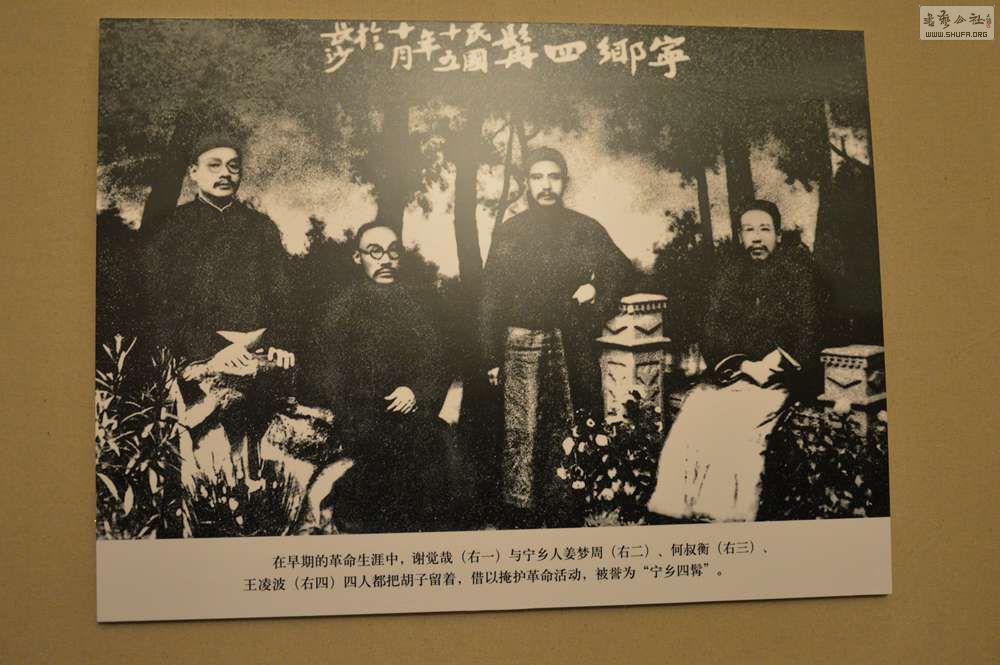 書藝公社
WWW.SHUFA.ORG
寧鄉四髯
民國十五年十月於長沙
在早期的革命生涯中，谢觉哉（右一）与宁乡人姜梦周（右二）、何叔衡（右三）、
王凌波（右四）四人都把胡子留着，借以掩护革命活动，被誉为“宁乡四髯”。